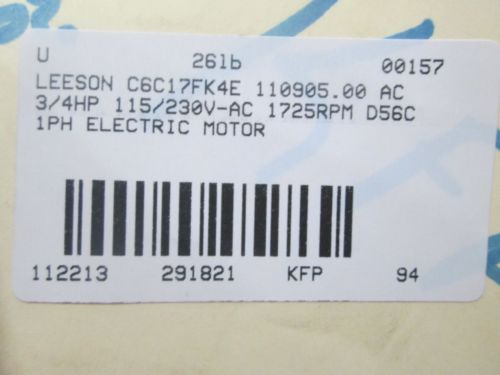 U 26lb 00157
LEESON C6C17FK4E 110905.00 AC
3/4HP 115/230V-AC 1725RPM D56C
1PH ELECTRIC MOTOR
112213 291821 KFP 94